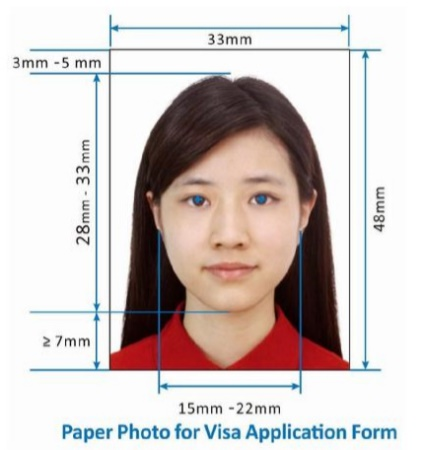 33mm
3mm -5 mm
28mm - 33mm
48mm
≥ 7mm
15mm -22mm
Paper Photo for Visa Application Form